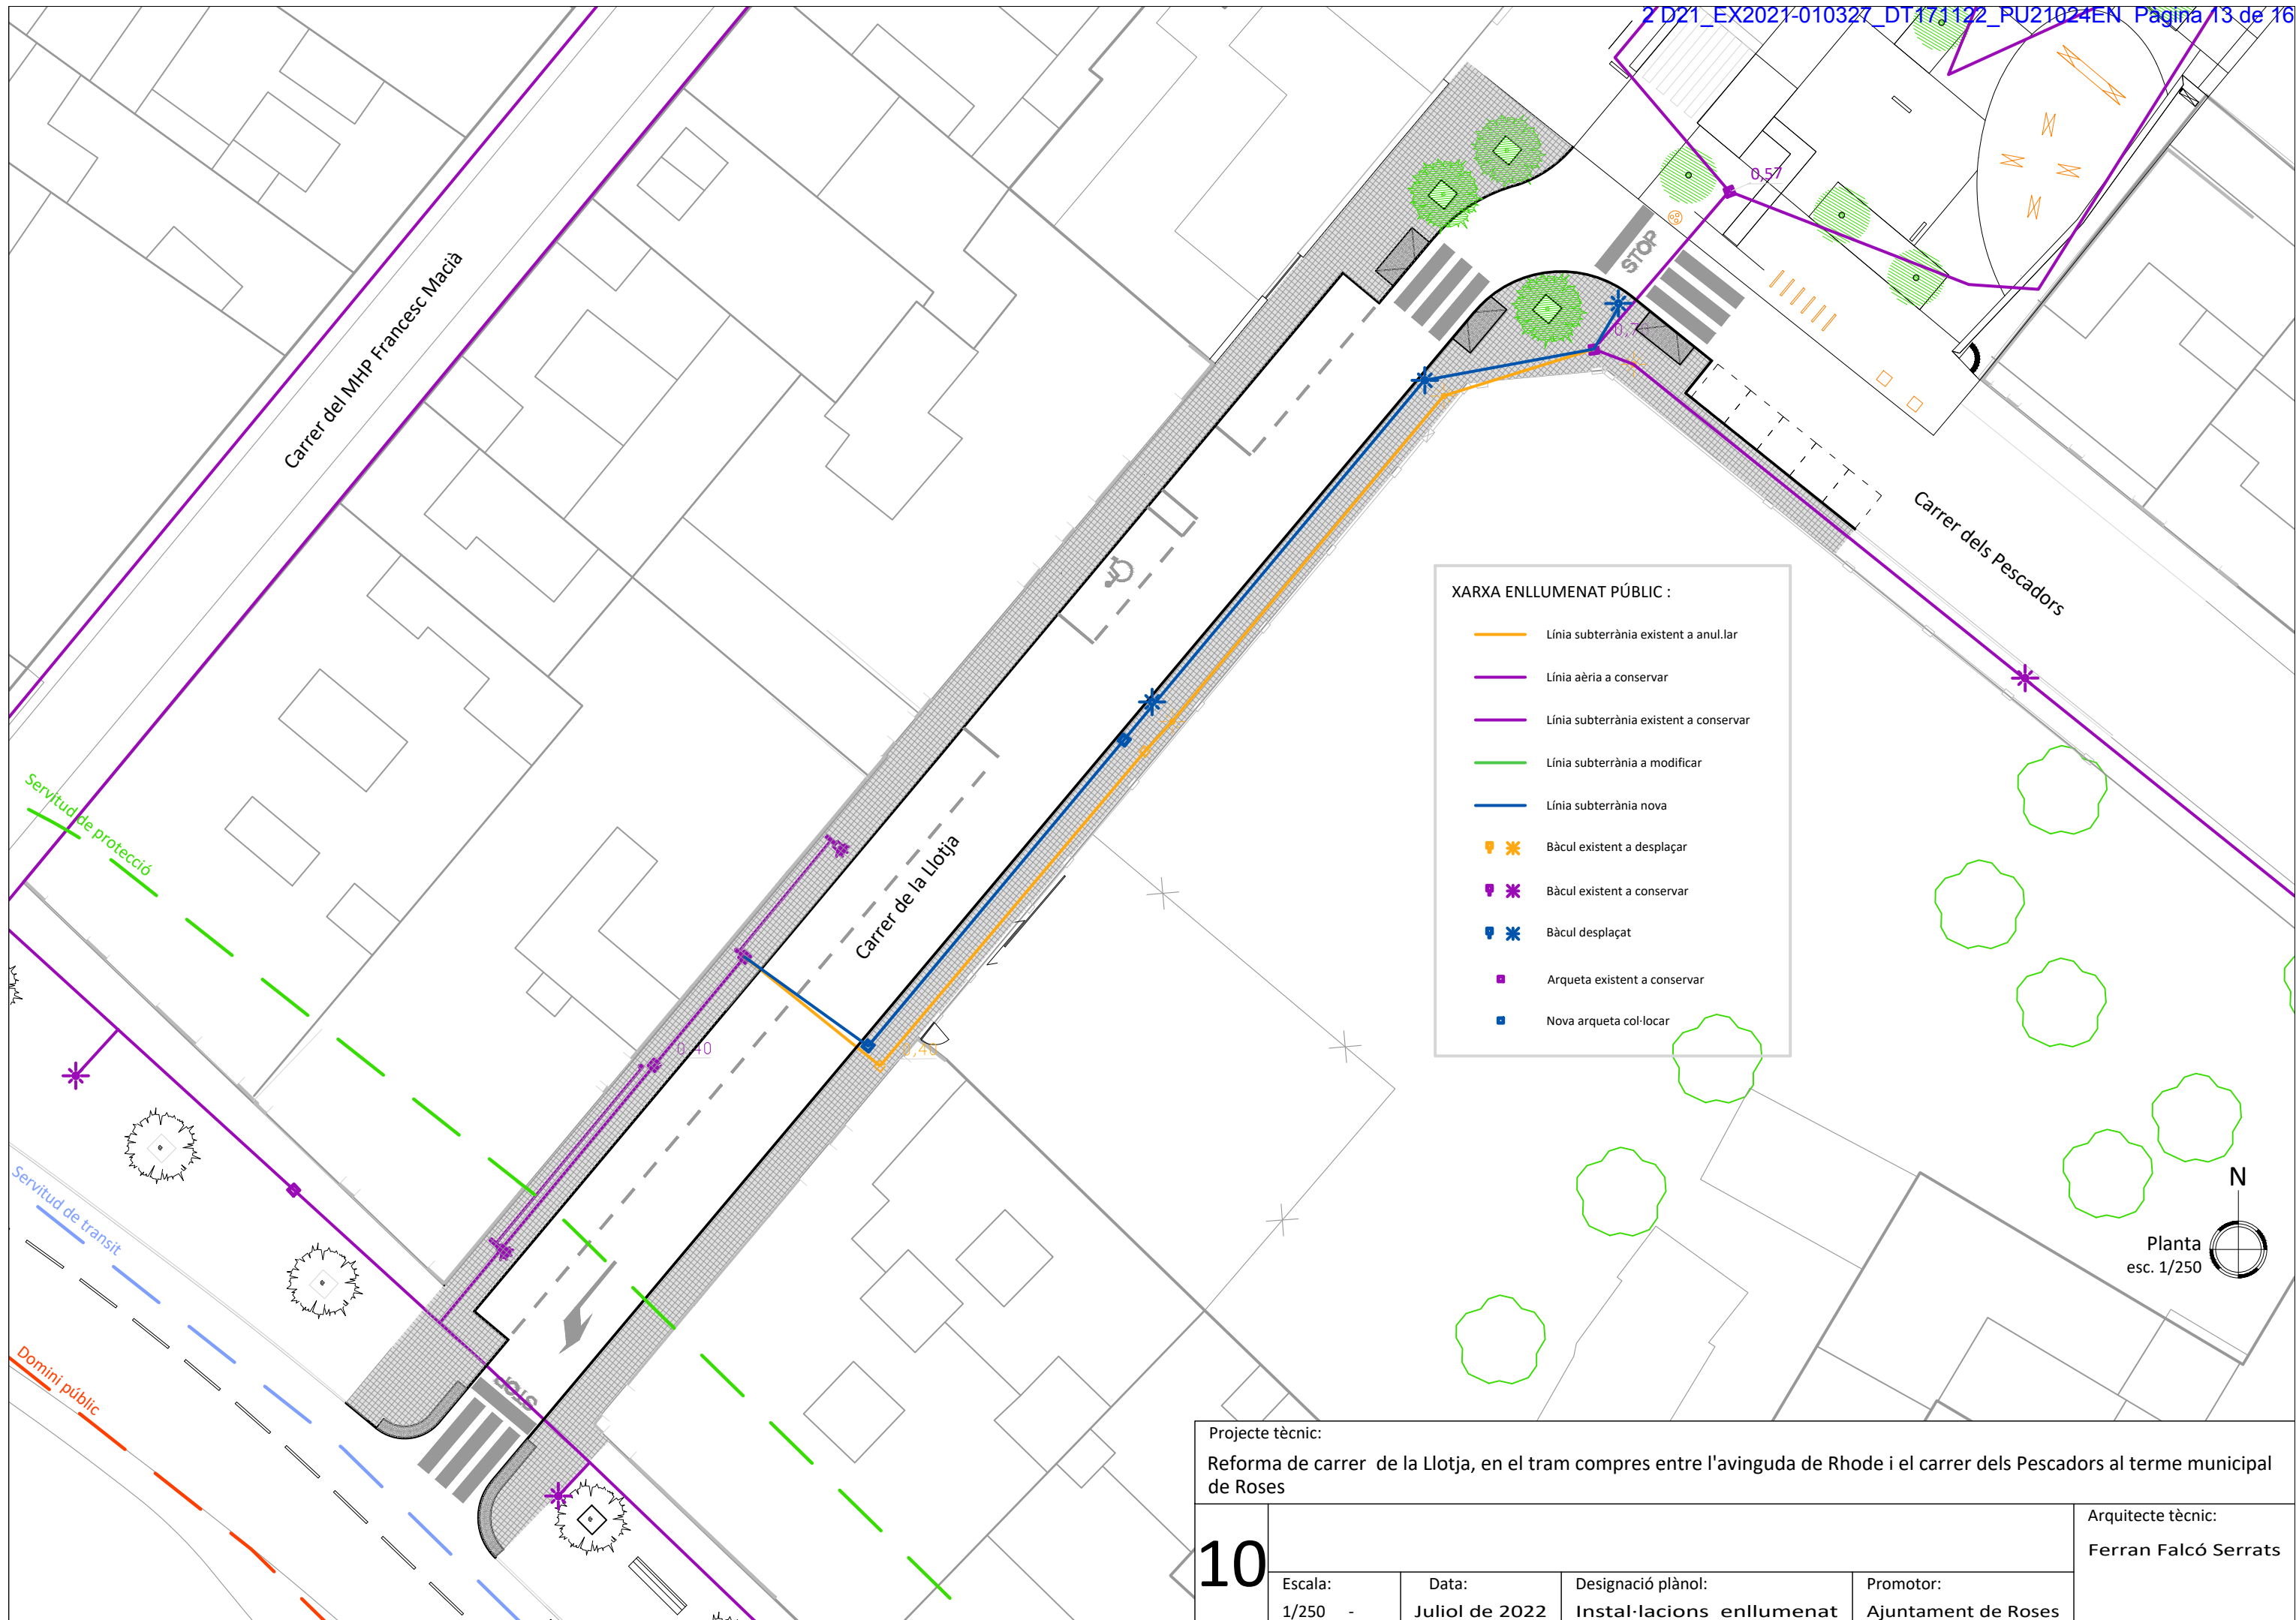 2 D21_EX2021-010327_DT171122_PU21024EN Pàgina 13 de 16
0,57
STOP
Carrer del MHP Francesc Macià
Carrer dels Pescadors
XARXA ENLLUMENAT PÚBLIC :
Línia subterrània existent a anul.lar
Línia aèria a conservar
Línia subterrània existent a conservar
Línia subterrània a modificar
Línia subterrània nova
Bàcul existent a desplaçar
Bàcul existent a conservar
Bàcul desplaçat
Arqueta existent a conservar
Nova arqueta col·locar
Servitud de protecció
Carrer de la Llotja
0,40
0,40
Servitud de transit
Domini públic
STOP
N
Planta
esc. 1/250
Projecte tècnic:
Reforma de carrer de la Llotja, en el tram compres entre l'avinguda de Rhode i el carrer dels Pescadors al terme municipal
de Roses
10
Arquitecte tècnic:
Ferran Falcó Serrats
Escala:
1/250 -
Data:
Juliol de 2022
Designació plànol:
Instal·lacions enllumenat
Promotor:
Ajuntament de Roses